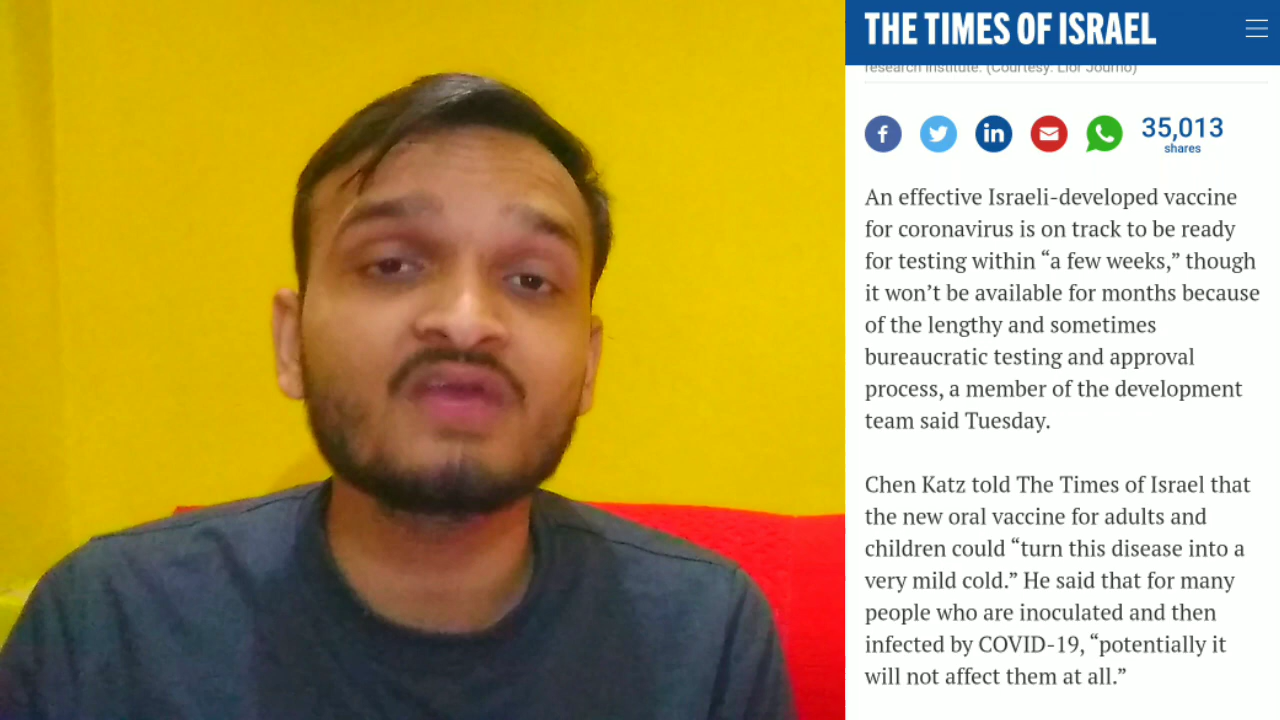 THE TIMES OF ISRAEL
research institute. (Courtesy: Lior Journo)
35,013
shares
An effective Israeli-developed vaccine
for coronavirus is on track to be ready
for testing within “a few weeks,” though
it won’t be available for months because
of the lengthy and sometimes
bureaucratic testing and approval
process, a member of the development
team said Tuesday.
Chen Katz told The Times of Israel that
the new oral vaccine for adults and
children could “turn this disease into a
very mild cold.” He said that for many
people who are inoculated and then
infected by COVID-19, “potentially it
will not affect them at all.”